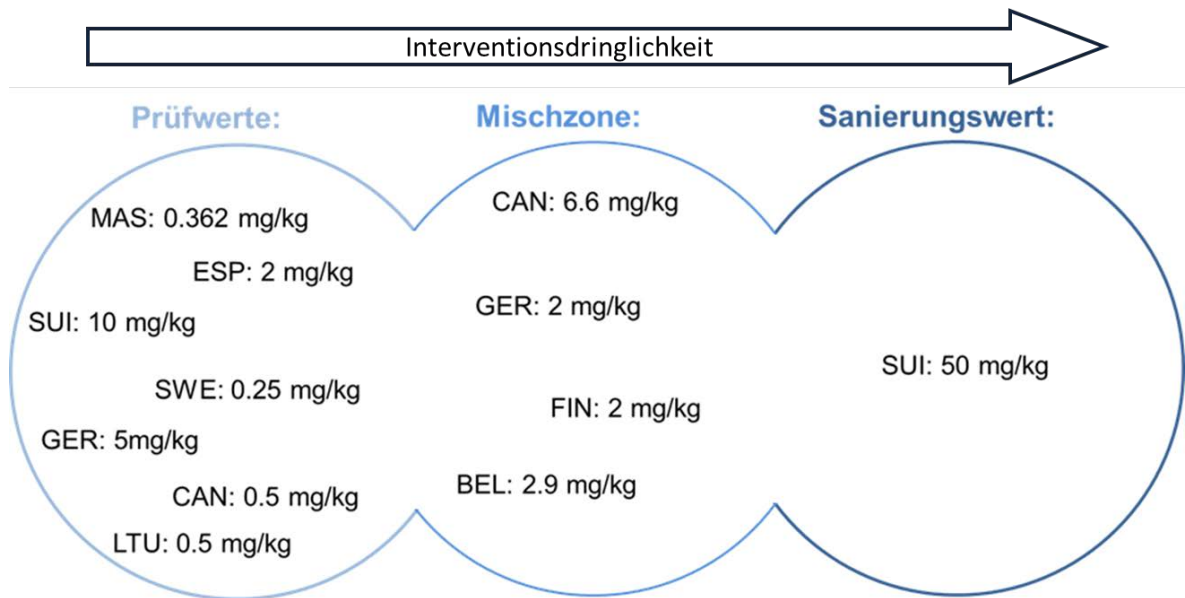 Interventionsdringlichkeit
Prüfwerte:
MAS: 0.362 mg/kg
ESP: 2 mg/kg
SUI: 10 mg/kg
SWE: 0.25 mg/kg
GER: 5mg/kg
CAN: 0.5 mg/kg
LTU: 0.5 mg/kg
Mischzone:
CAN: 6.6 mg/kg
GER: 2 mg/kg
FIN: 2 mg/kg
BEL: 2.9 mg/kg
Sanierungswert:
SUI: 50 mg/kg